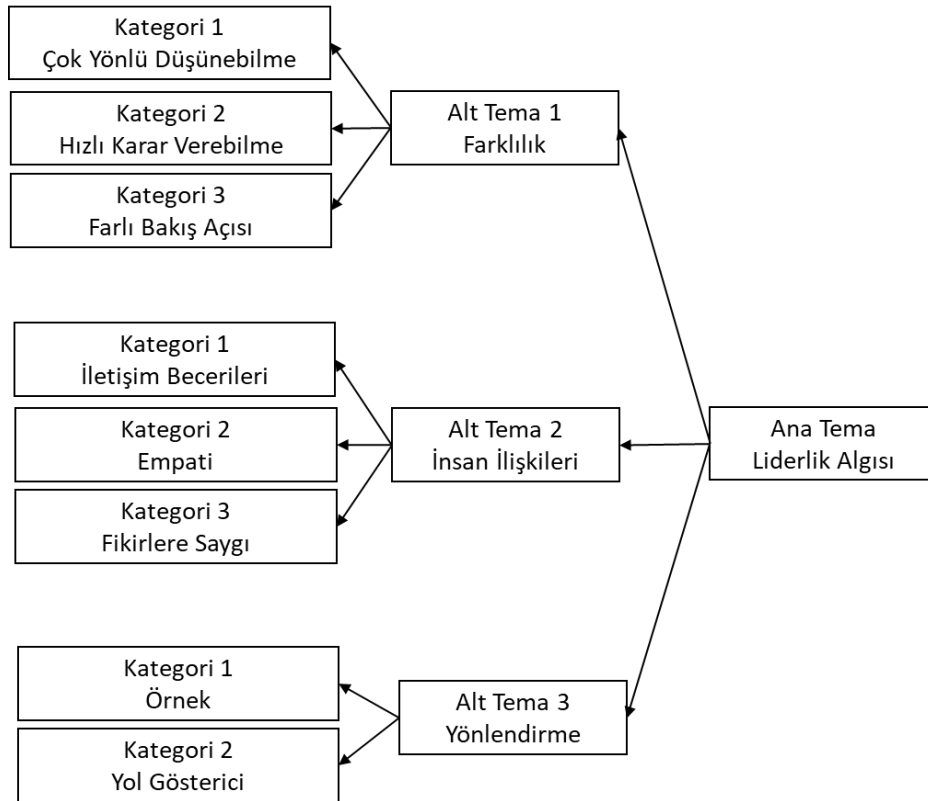 Kategori 1
Çok Yönlü Düşünebilme
Kategori 2
Hızlı Karar Verebilme
Kategori 3
Farlı Bakış Açısı
Alt Tema 1
Farklılık
Kategori 1
İletişim Becerileri
Kategori 2
Empati
Kategori 3
Fikirlere Saygı
Alt Tema 2
İnsan İlişkileri
Ana Tema
Liderlik Algısı
Kategori 1
Örnek
Kategori 2
Yol Gösterici
Alt Tema 3
Yönlendirme